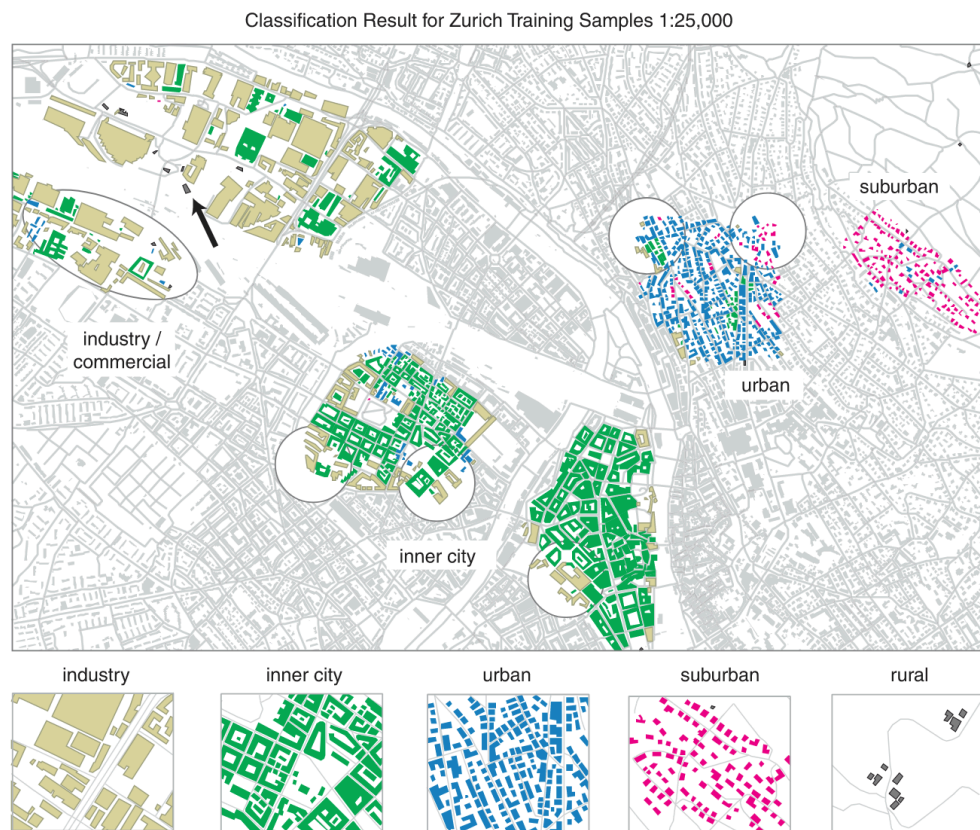 Classification Result for Zurich Training Samples 1:25,000
suburban
industry /
commercial
urban
inner city
industry
inner city
urban
suburban
rural